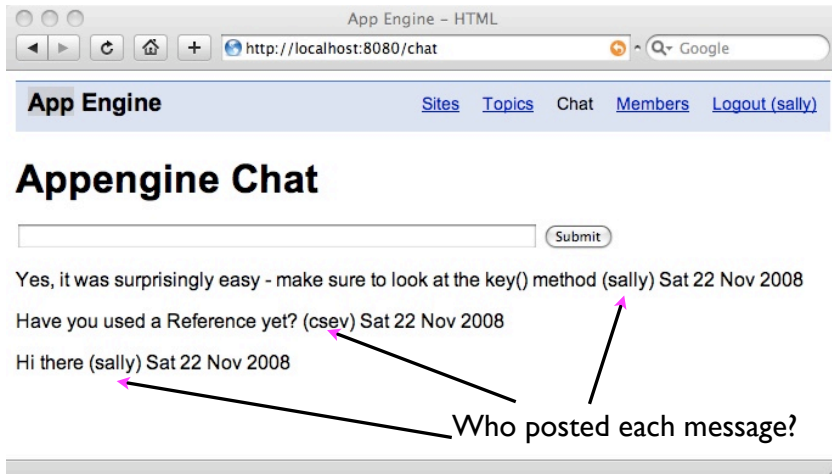 App Engine - HTML
http://localhost:8080/chat
Google
App Engine Sites Topics Chat Members Logout (sally)
Appengine Chat
Submit
Yes, it was surprisingly easy - make sure to look at the key() method (sally) Sat 22 Nov 2008
Have you used a Reference yet? (csev) Sat 22 Nov 2008
Hi there (sally) Sat 22 Nov 2008
Who posted each message?